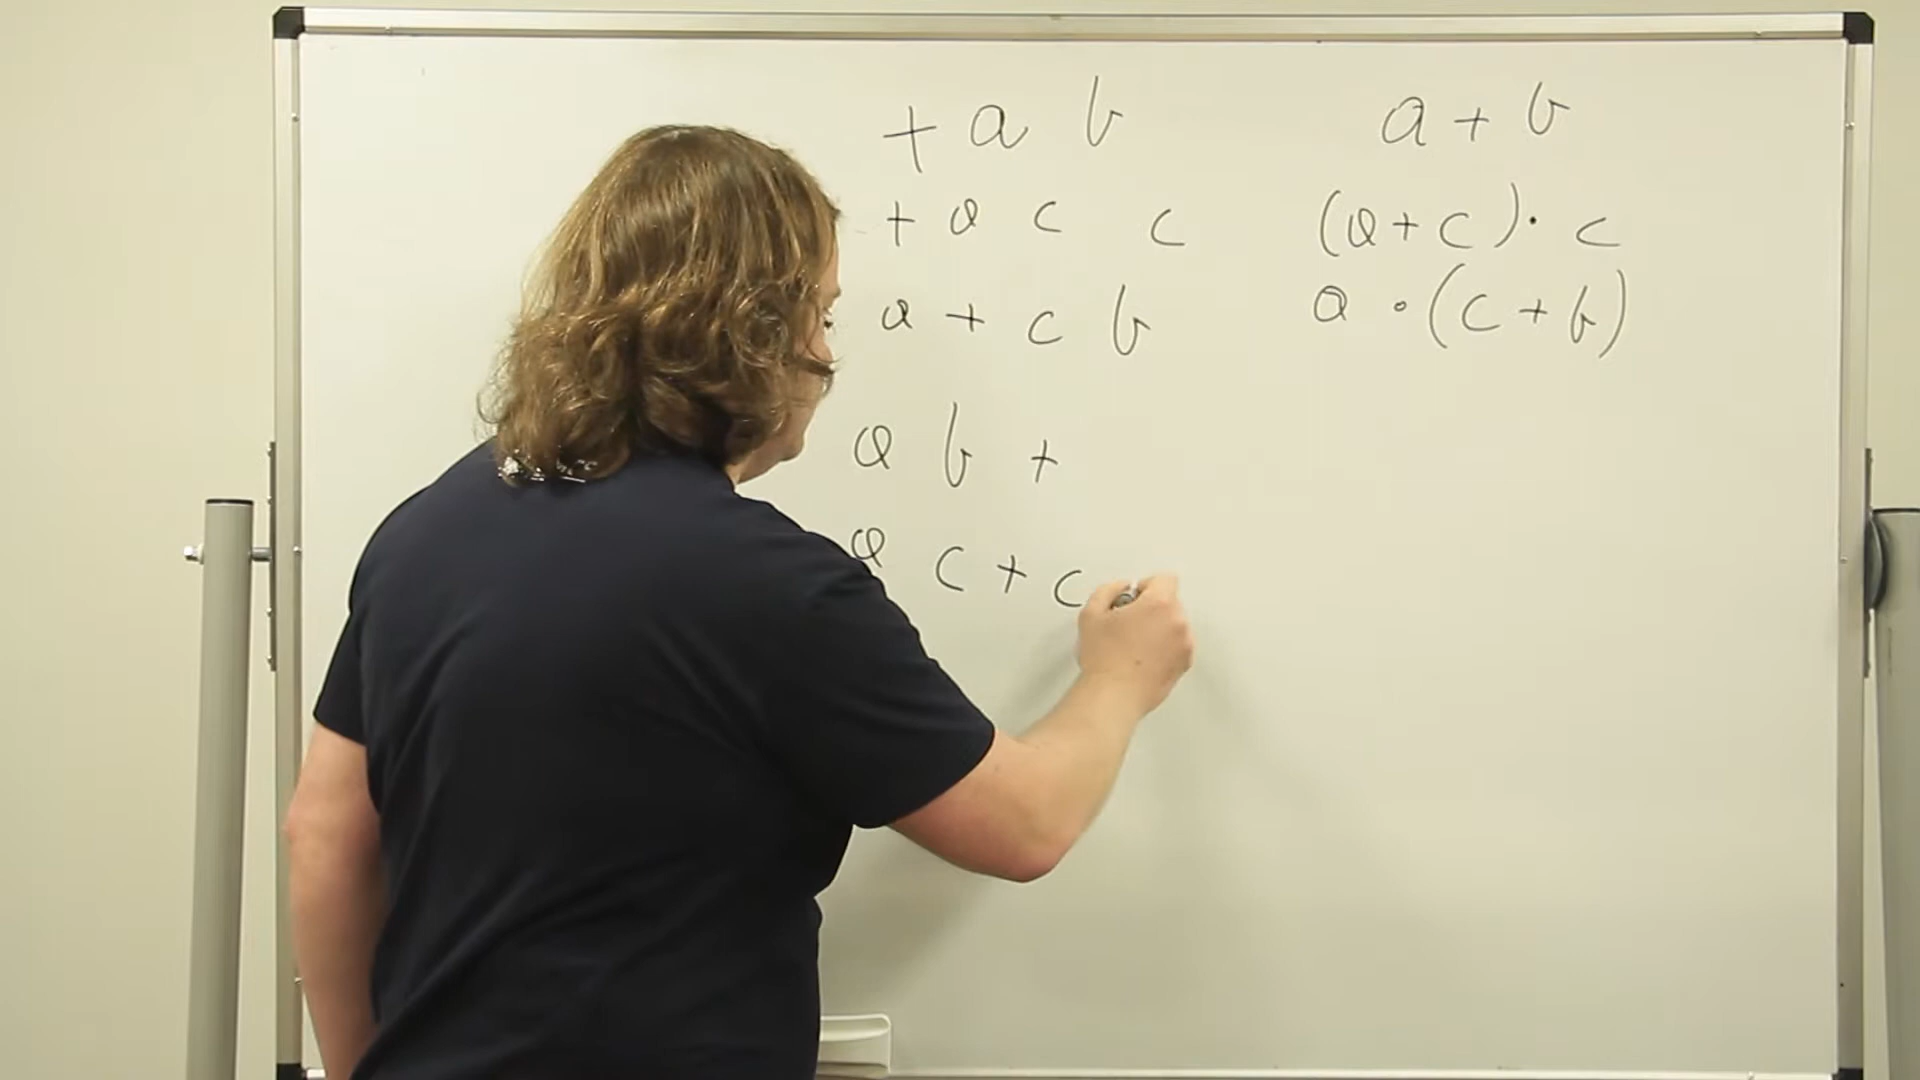 + a b a + b
+ a c c (a + c) · c
a + c b a · (c + b)
a b +
a c + c